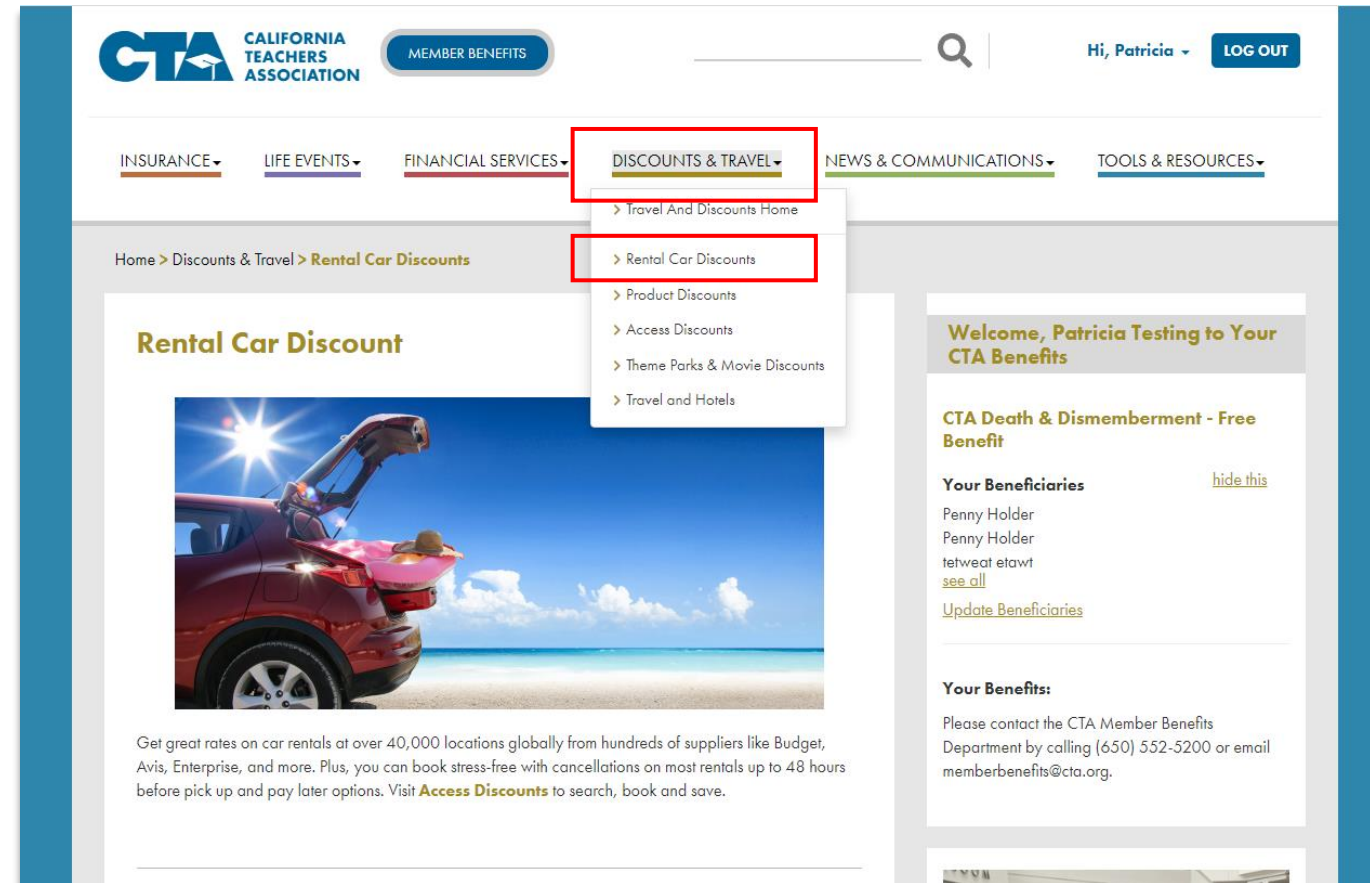 CTA
CALIFORNIA
TEACHERS
ASSOCIATION
MEMBER BENEFITS
Hi, Patricia
LOG OUT
INSURANCE
LIFE EVENTS
FINANCIAL SERVICES
DISCOUNTS & TRAVEL
NEWS & COMMUNICATIONS
TOOLS & RESOURCES
> Travel And Discounts Home
> Rental Car Discounts
> Product Discounts
> Access Discounts
> Theme Parks & Movie Discounts
> Travel and Hotels
Home > Discounts & Travel > Rental Car Discounts
Rental Car Discount
Get great rates on car rentals at over 40,000 locations globally from hundreds of suppliers like Budget,
Avis, Enterprise, and more. Plus, you can book stress-free with cancellations on most rentals up to 48 hours
before pick up and pay later options. Visit Access Discounts to search, book and save.
Welcome, Patricia Testing to Your
CTA Benefits
CTA Death & Dismemberment - Free
Benefit
Your Beneficiaries
hide this
Penny Holder
Penny Holder
tetweat etawt
see all
Update Beneficiaries
Your Benefits:
Please contact the CTA Member Benefits
Department by calling (650) 552-5200 or email
memberbenefits@cta.org.